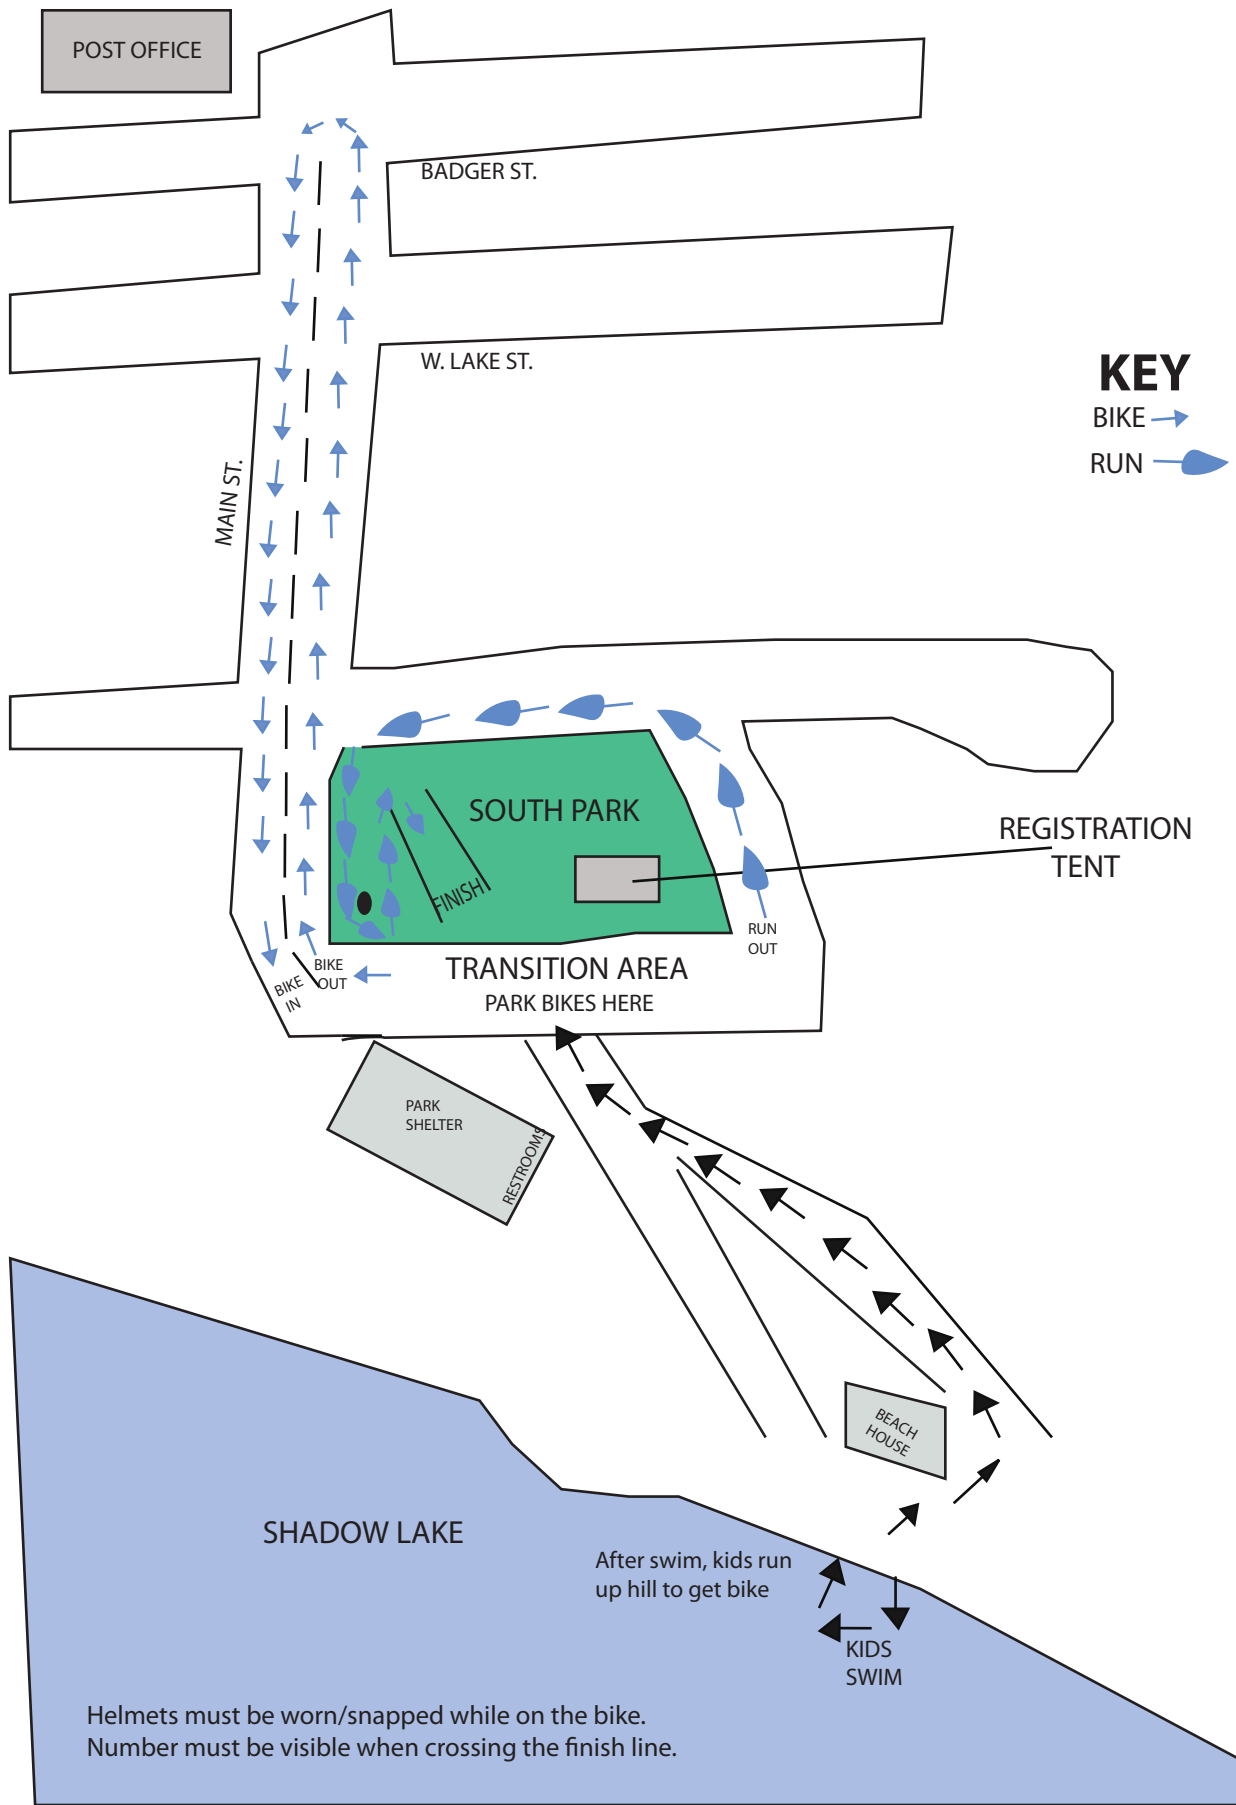 POST OFFICE
BADGER ST.
W. LAKE ST.
KEY
BIKE
RUN
MAIN ST.
SOUTH PARK
REGISTRATION
TENT
FINISH
RUN
OUT
BIKE
OUT
BIKE
IN
TRANSITION AREA
PARK BIKES HERE
PARK
SHELTER
RESTROOMS
BEACH
HOUSE
SHADOW LAKE
After swim, kids run
up hill to get bike
KIDS
SWIM
Helmets must be worn/snapped while on the bike.
Number must be visible when crossing the finish line.